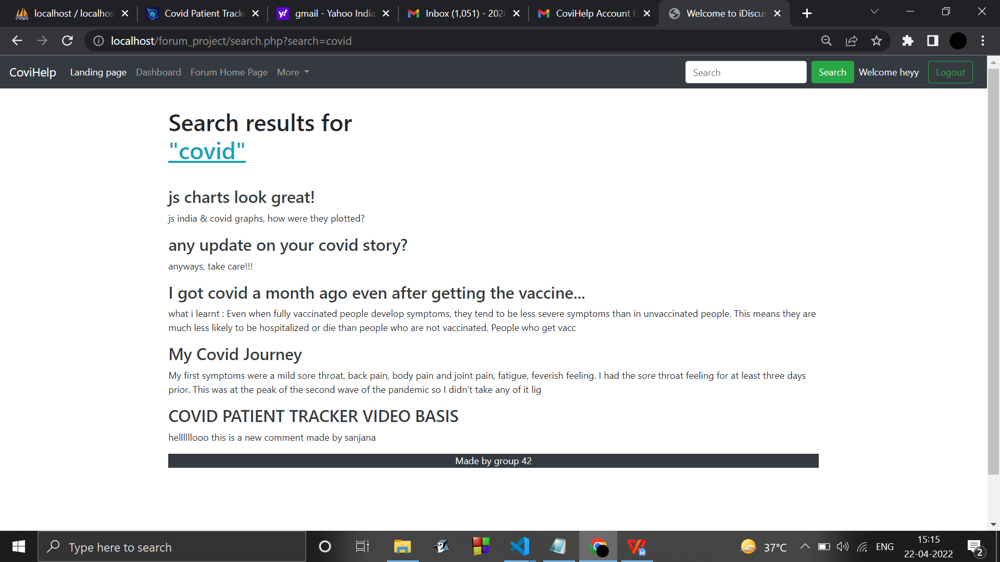 localhost / localhos
Covid Patient Track
gmail - Yahoo India
Inbox (1,051) - 202
CoviHelp Account
Welcome to iDiscus
localhost/forum_project/search.php?search=covid
CoviHelp Landing page Dashboard Forum Home Page More Search Search Welcome heyy Logout
Search results for
"covid"
js charts look great!
js india & covid graphs, how were they plotted?
any update on your covid story?
anyways, take care!!!
I got covid a month ago even after getting the vaccine...
what i learnt : Even when fully vaccinated people develop symptoms, they tend to be less severe symptoms than in unvaccinated people. This means they are
much less likely to be hospitalized or die than people who are not vaccinated. People who get vacc
My Covid Journey
My first symptoms were a mild sore throat, back pain, body pain and joint pain, fatigue, feverish feeling. I had the sore throat feeling for at least three days
prior. This was at the peak of the second wave of the pandemic so I didn’t take any of it lig
COVID PATIENT TRACKER VIDEO BASIS
hellllllooo this is a new comment made by sanjana
Made by group 42
Type here to search
37°C
ENG
15:15
22-04-2022
2